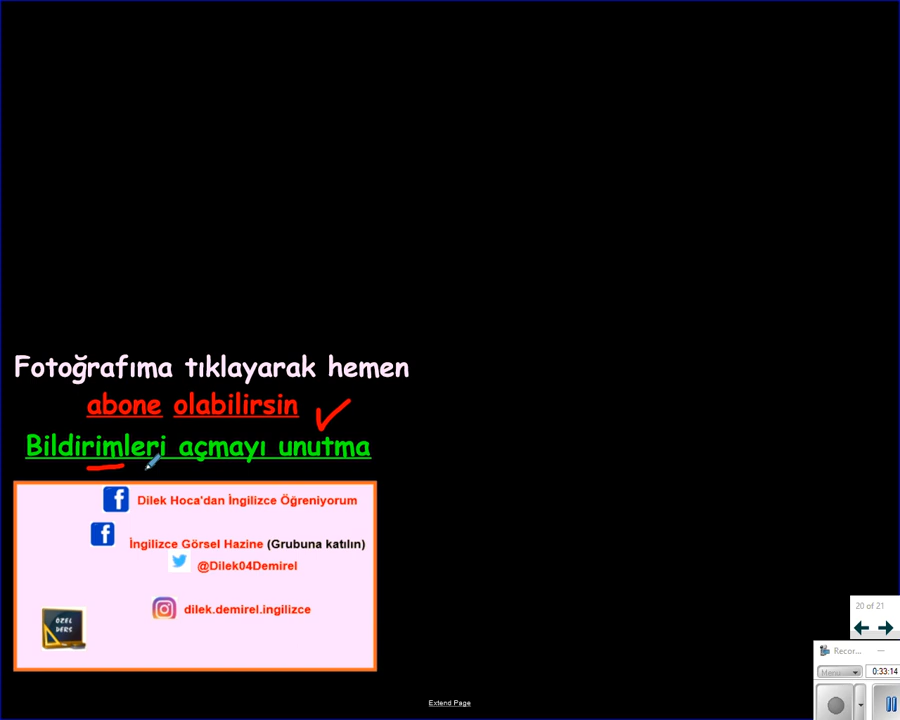 Fotoğrafıma tıklayarak hemen
abone olabilirsin
Bildirimleri açmayı unutma
Dilek Hoca'dan İngilizce Öğreniyorum
İngilizce Görsel Hazine (Grubuna katılın)
@Dilek04Demirel
dilek.demirel.ingilizce
ÖZEL
DERS
20 of 21
Recor...
Menu
0:33:14
Extend Page